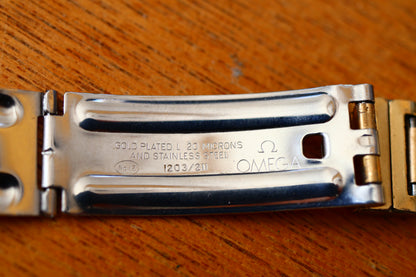 GOLD PLATED L 20 MICRONS
AND STAINLESS STEEL
1203/211
Ω
OMEGA